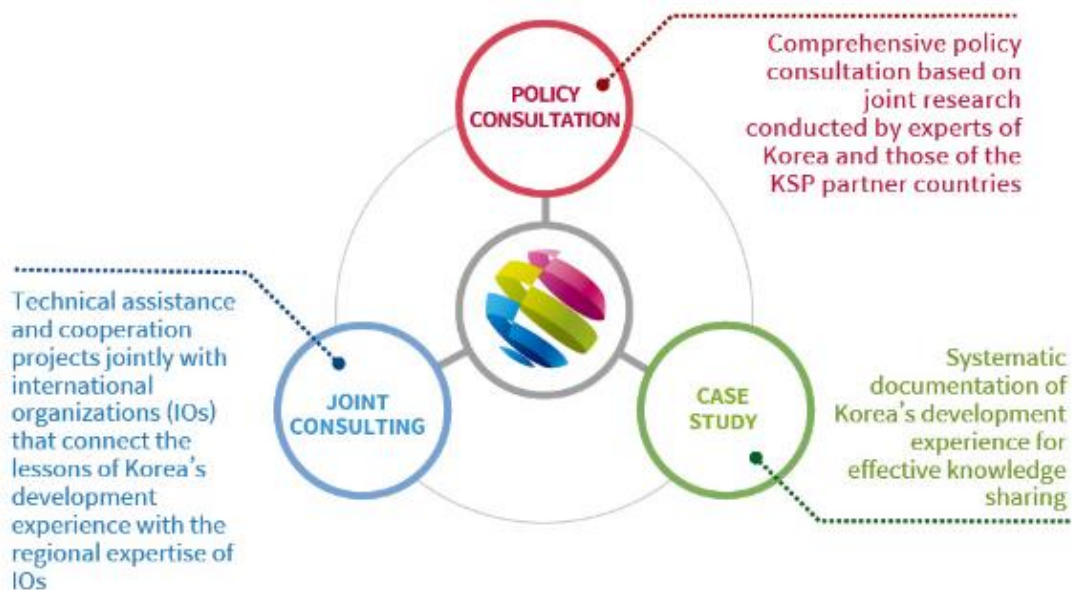 POLICY
CONSULTATION
Comprehensive policy
consultation based on
joint research
conducted by experts of
Korea and those of the
KSP partner countries
JOINT
CONSULTING
Technical assistance
and cooperation
projects jointly with
international
organizations (IOs)
that connect the
lessons of Korea's
development
experience with the
regional expertise of
IOs
CASE
STUDY
Systematic
documentation of
Korea's development
experience for
effective knowledge
sharing